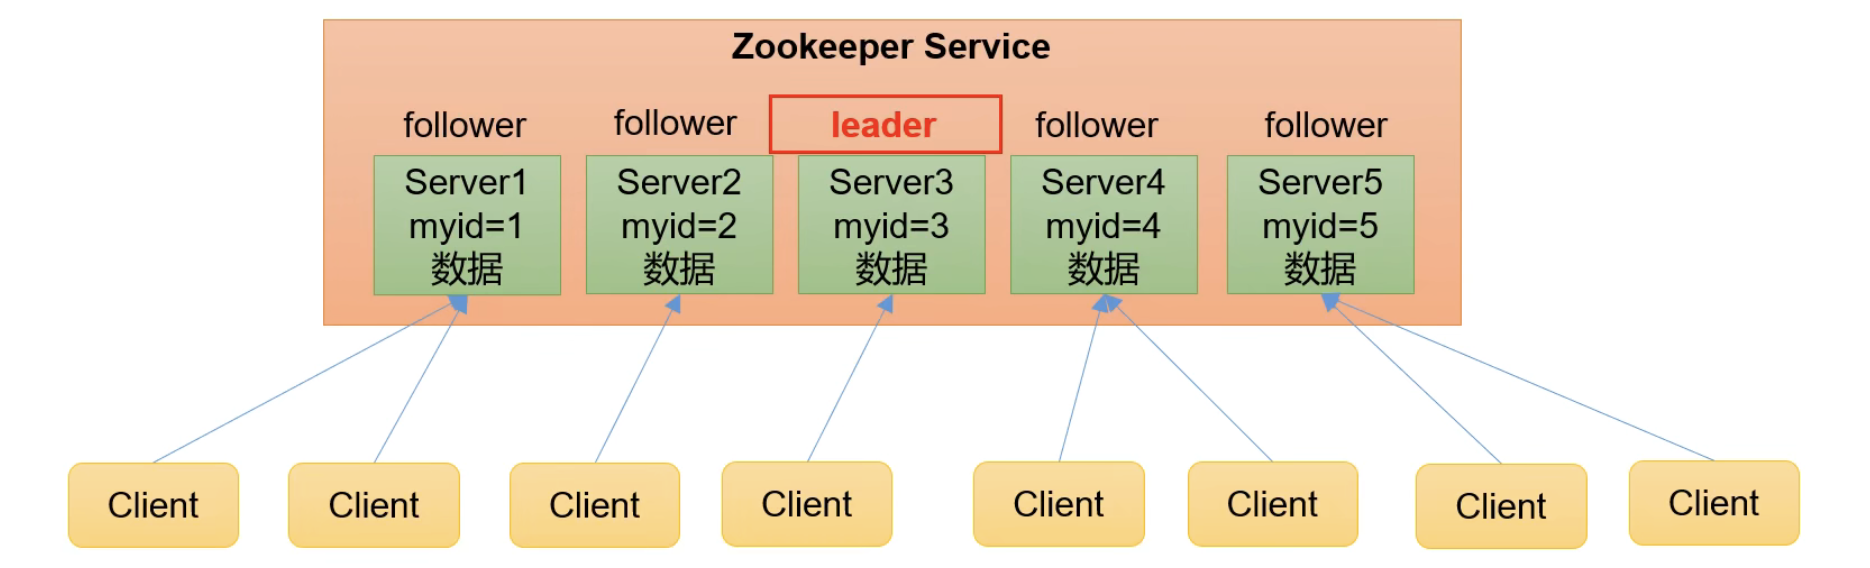 Zookeeper Service
follower
follower
leader
follower
follower
Server1
myid=1
数据
Server2
myid=2
数据
Server3
myid=3
数据
Server4
myid=4
数据
Server5
myid=5
数据
Client
Client
Client
Client
Client
Client
Client
Client